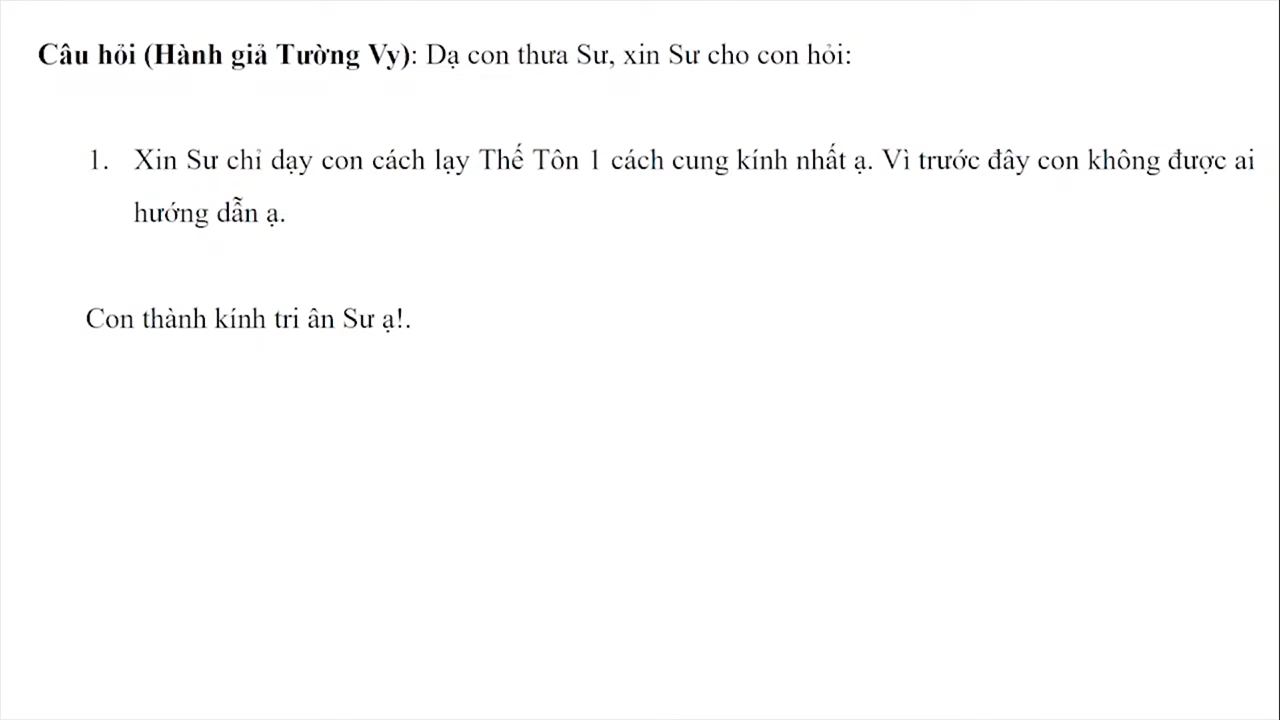 Câu hỏi (Hành giả Tường Vy): Dạ con thưa Sư, xin Sư cho con hỏi:
1. Xin Sư chỉ dạy con cách lạy Thế Tôn 1 cách cung kính nhất ạ. Vì trước đây con không được ai
hướng dẫn ạ.
Con thành kính tri ân Sư ạ!.